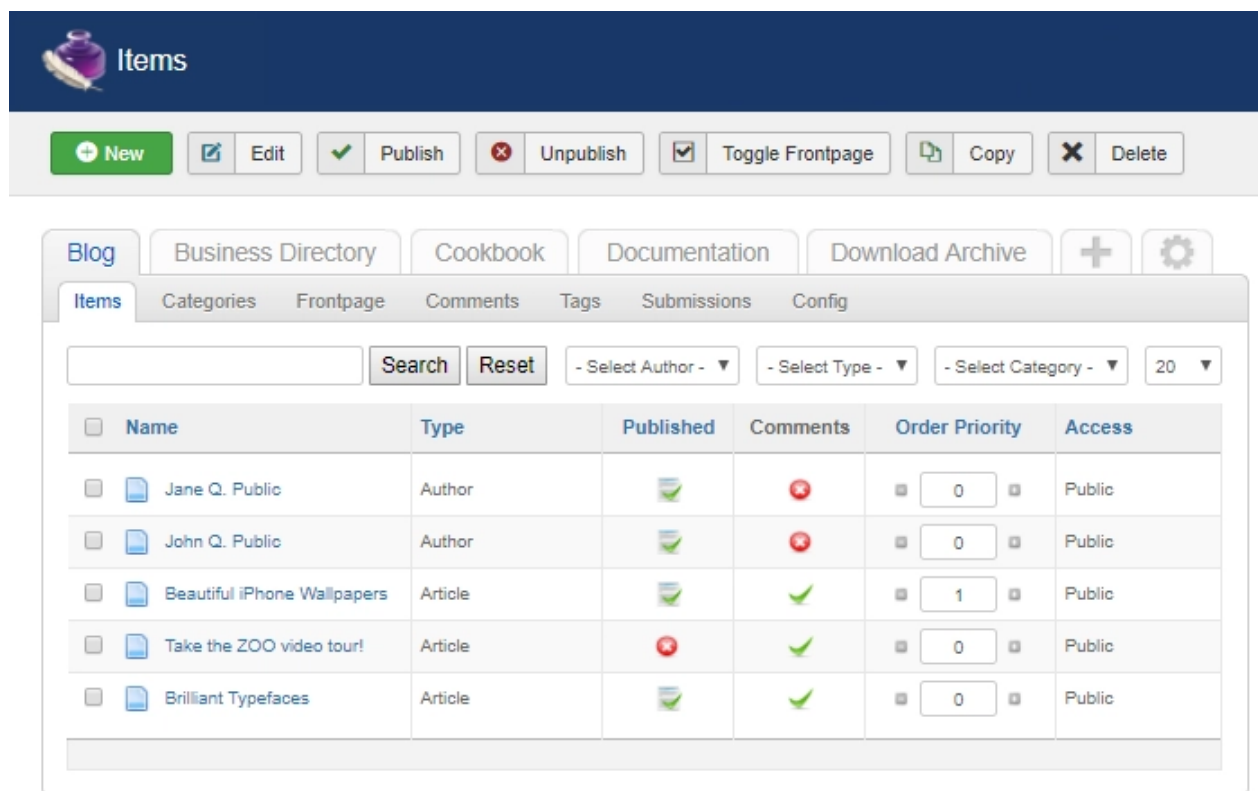 Items
New Edit Publish Unpublish Toggle Frontpage Copy Delete
Blog Business Directory Cookbook Documentation Download Archive
Items Categories Frontpage Comments Tags Submissions Config
Search Reset - Select Author - - Select Type - - Select Category - 20
Name Type Published Comments Order Priority Access
Jane Q. Public Author 0 Public
John Q. Public Author 0 Public
Beautiful iPhone Wallpapers Article 1 Public
Take the ZOO video tour! Article 0 Public
Brilliant Typefaces Article 0 Public